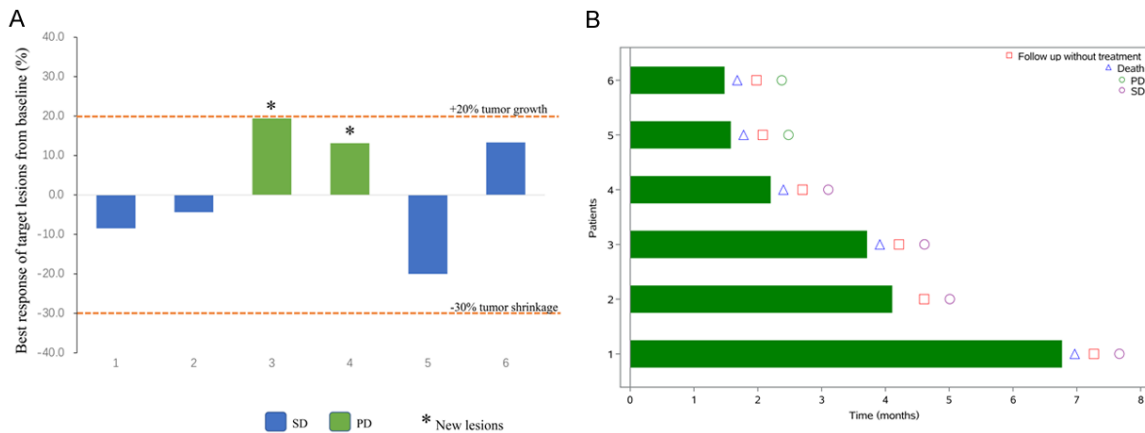 A
Best response of target lesions from baseline (%)
40.0
30.0
20.0
10.0
0.0
-10.0
-20.0
-30.0
-40.0
+20% tumor growth
-30% tumor shrinkage
*
*
1 2 3 4 5 6
SD PD * New lesions
B
Follow up without treatment
Death
PD
SD
Patients
6
5
4
3
2
1
0 1 2 3 4 5 6 7 8
Time (months)